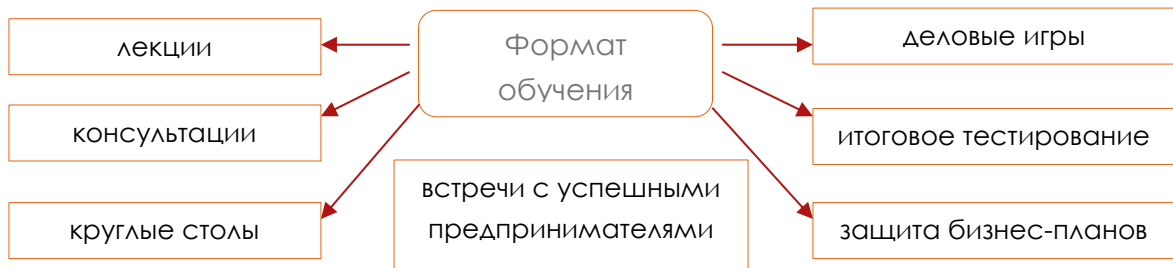 лекции
Формат
обучения
деловые игры
консультации
итоговое тестирование
встречи с успешными
предпринимателями
круглые столы
защита бизнес-планов